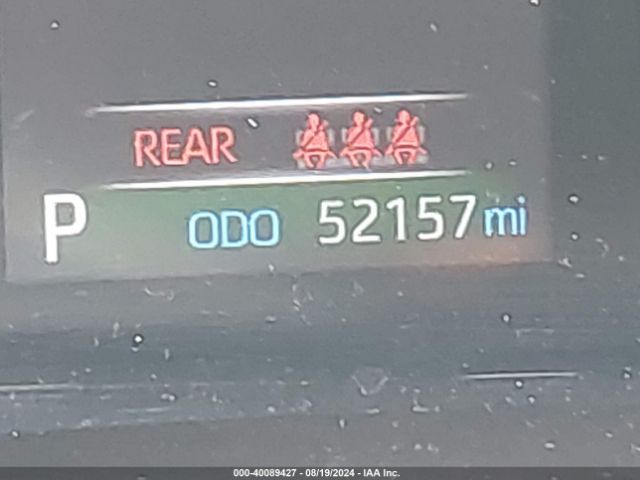 REAR
P ODO 52157 mi
000-40089427 - 08/19/2024 - IAA Inc.